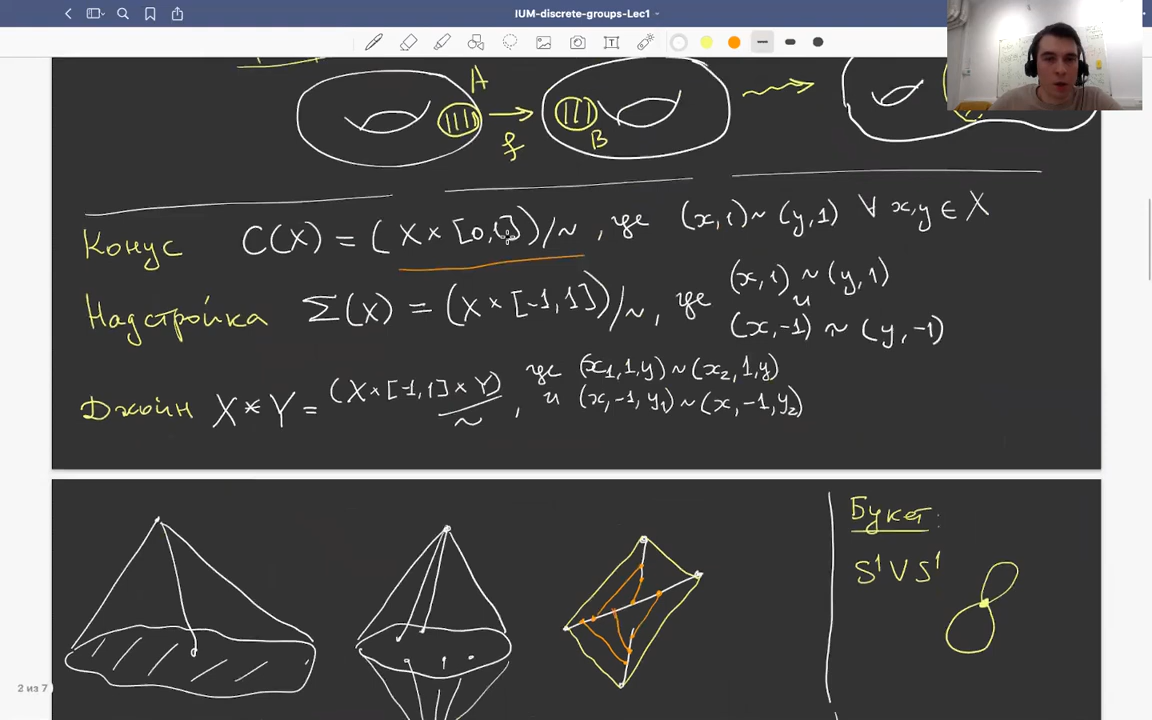 IUM-discrete-groups-Lec1
A
f
B
Конус C(X) = (X × [0,1])/~, где (x,1)~(y,1) ∀ x,y ∈ X
Надстройка Σ(X) = (X × [-1,1])/~, где (x,1) ~ (y,1)
и
(x,-1) ~ (y,-1)
Джойн X * Y = (X × [-1,1] × Y)/~, где (x₁,1,y) ~ (x₂,1,y)
и (x,-1,y₁) ~ (x,-1,y₂)
Букет:
S¹ ∨ S¹
2 из 7